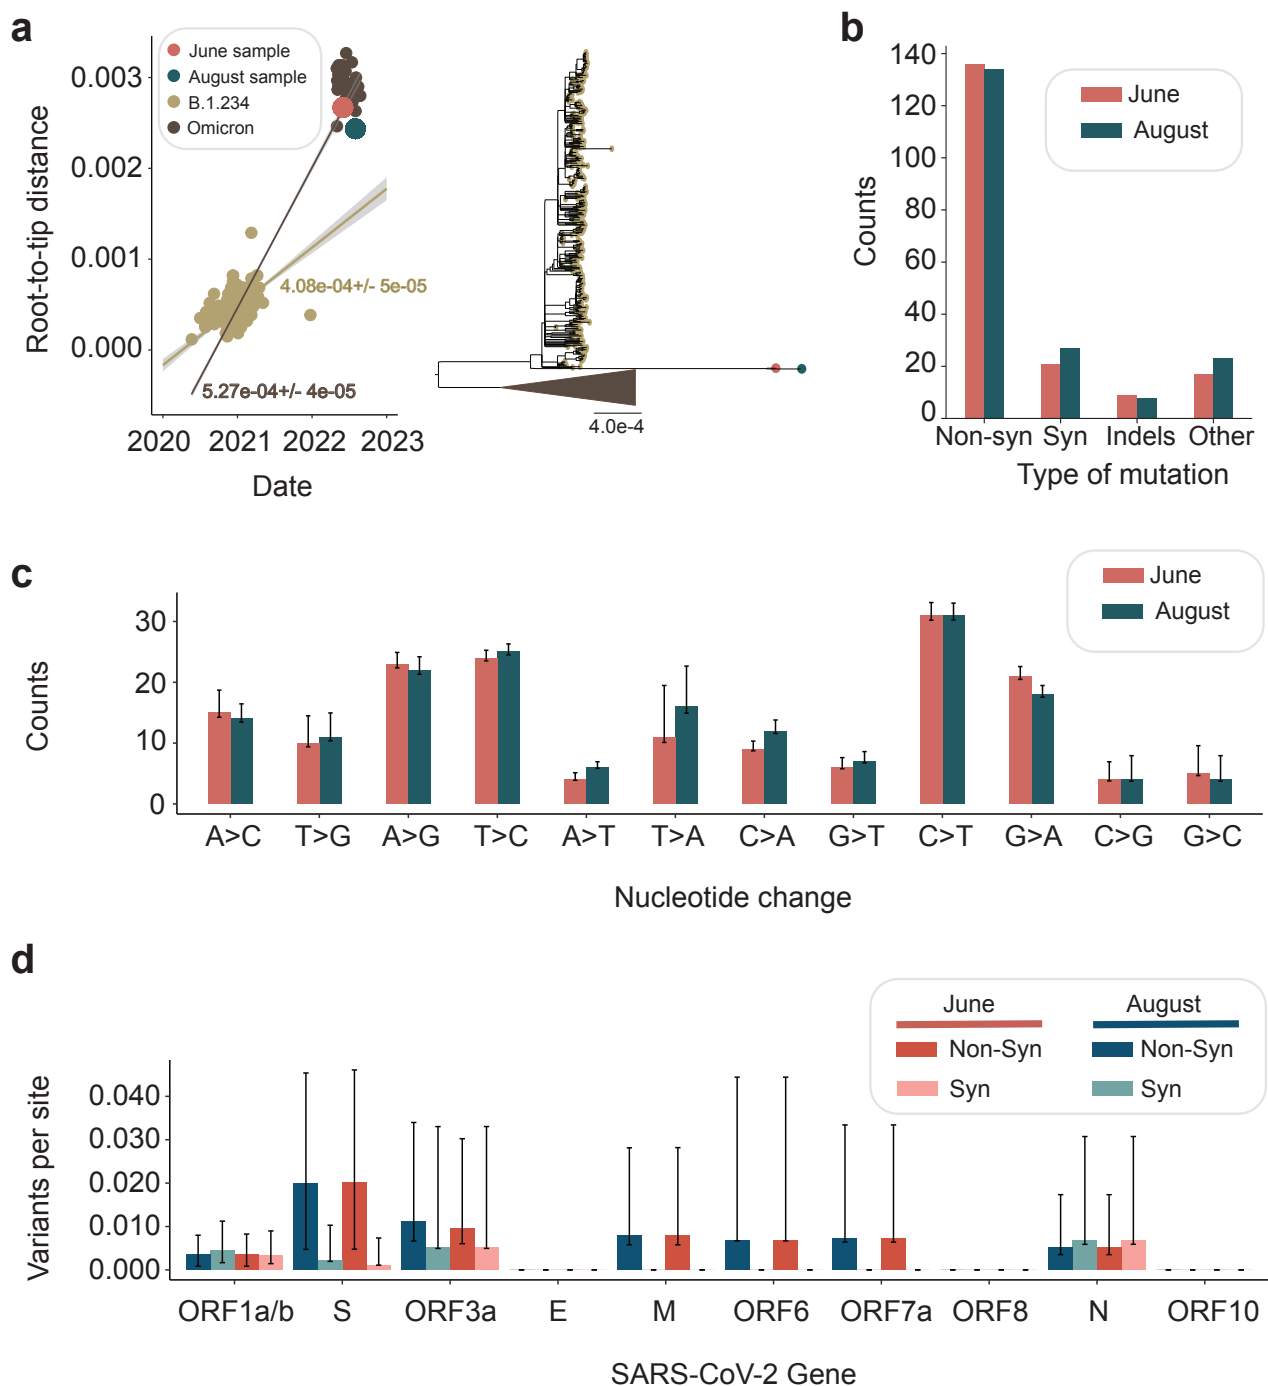 a
June sample
August sample
B.1.234
Omicron
Root-to-tip distance
0.003
0.002
0.001
0.000
4.08e-04+/- 5e-05
5.27e-04+/- 4e-05
2020 2021 2022 2023
Date
4.0e-4
b
June
August
Counts
140
120
100
80
60
40
20
0
Non-syn Syn Indels Other
Type of mutation
c
June
August
Counts
30
20
10
0
A>C T>G A>G T>C A>T T>A C>A G>T C>T G>A C>G G>C
Nucleotide change
d
June August
Non-Syn Non-Syn
Syn Syn
Variants per site
0.040
0.030
0.020
0.010
0.000
ORF1a/b S ORF3a E M ORF6 ORF7a ORF8 N ORF10
SARS-CoV-2 Gene